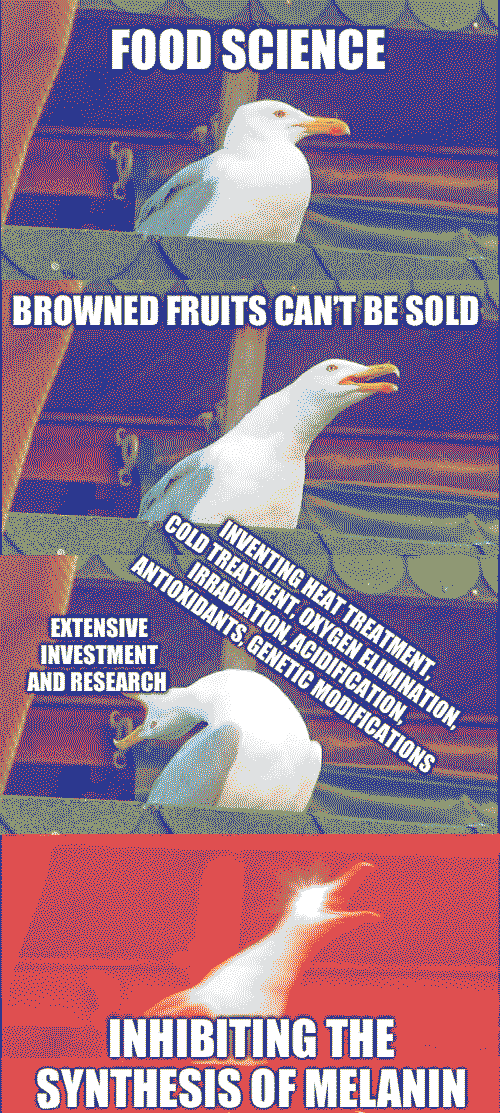 FOOD SCIENCE
BROWNED FRUITS CAN'T BE SOLD
INVENTING HEAT TREATMENT,
COLD TREATMENT, OXYGEN ELIMINATION,
IRRADIATION, ACIDIFICATION,
ANTIOXIDANTS, GENETIC MODIFICATIONS
EXTENSIVE
INVESTMENT
AND RESEARCH
INHIBITING THE
SYNTHESIS OF MELANIN